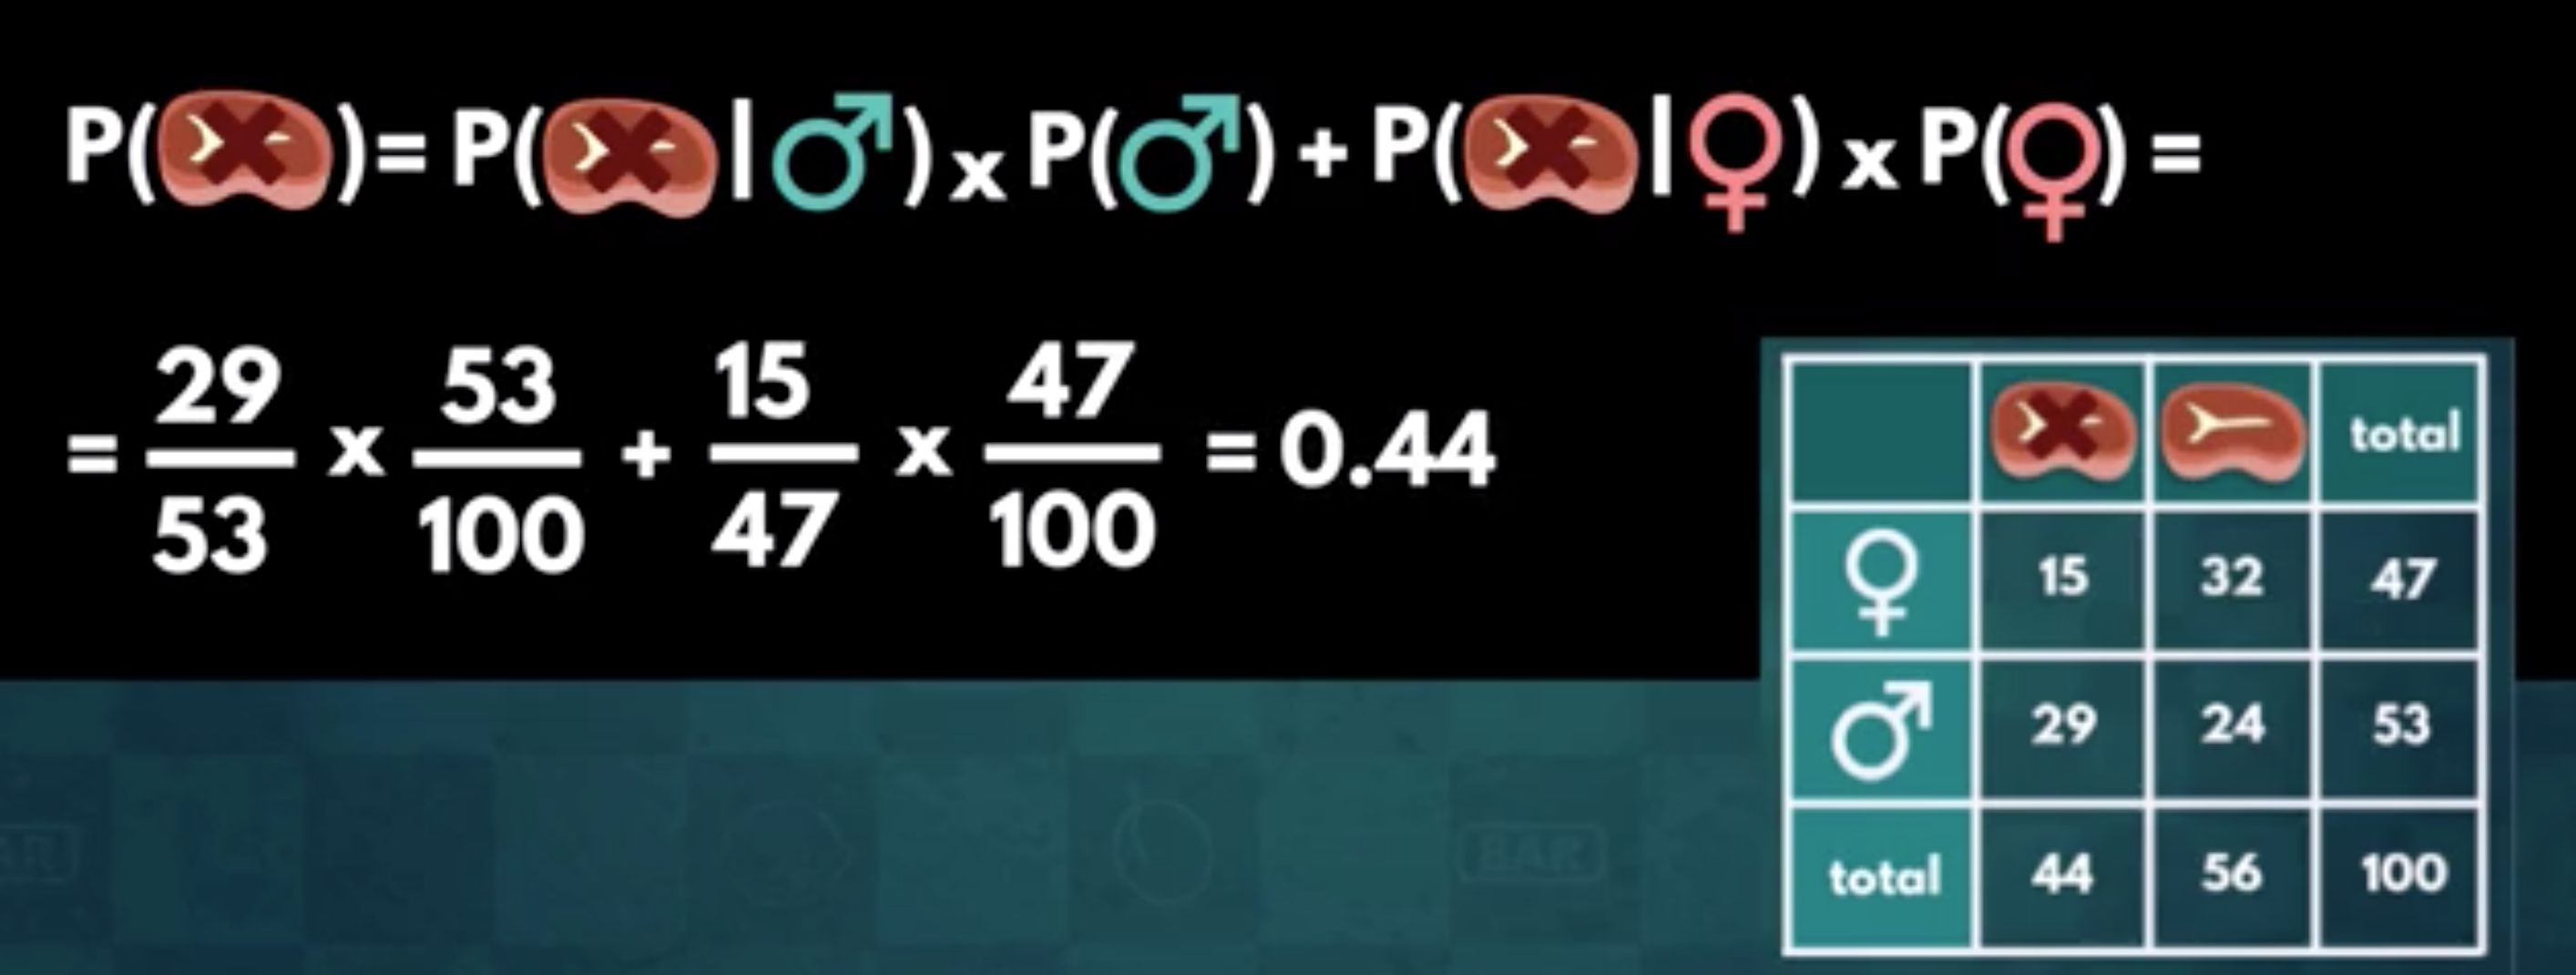 P( )= P( | ♂) x P(♂) + P( | ♀) x P(♀) =
= 29/53 x 53/100 + 15/47 x 47/100 = 0.44
total
♀ 15 32 47
♂ 29 24 53
total 44 56 100
BAR